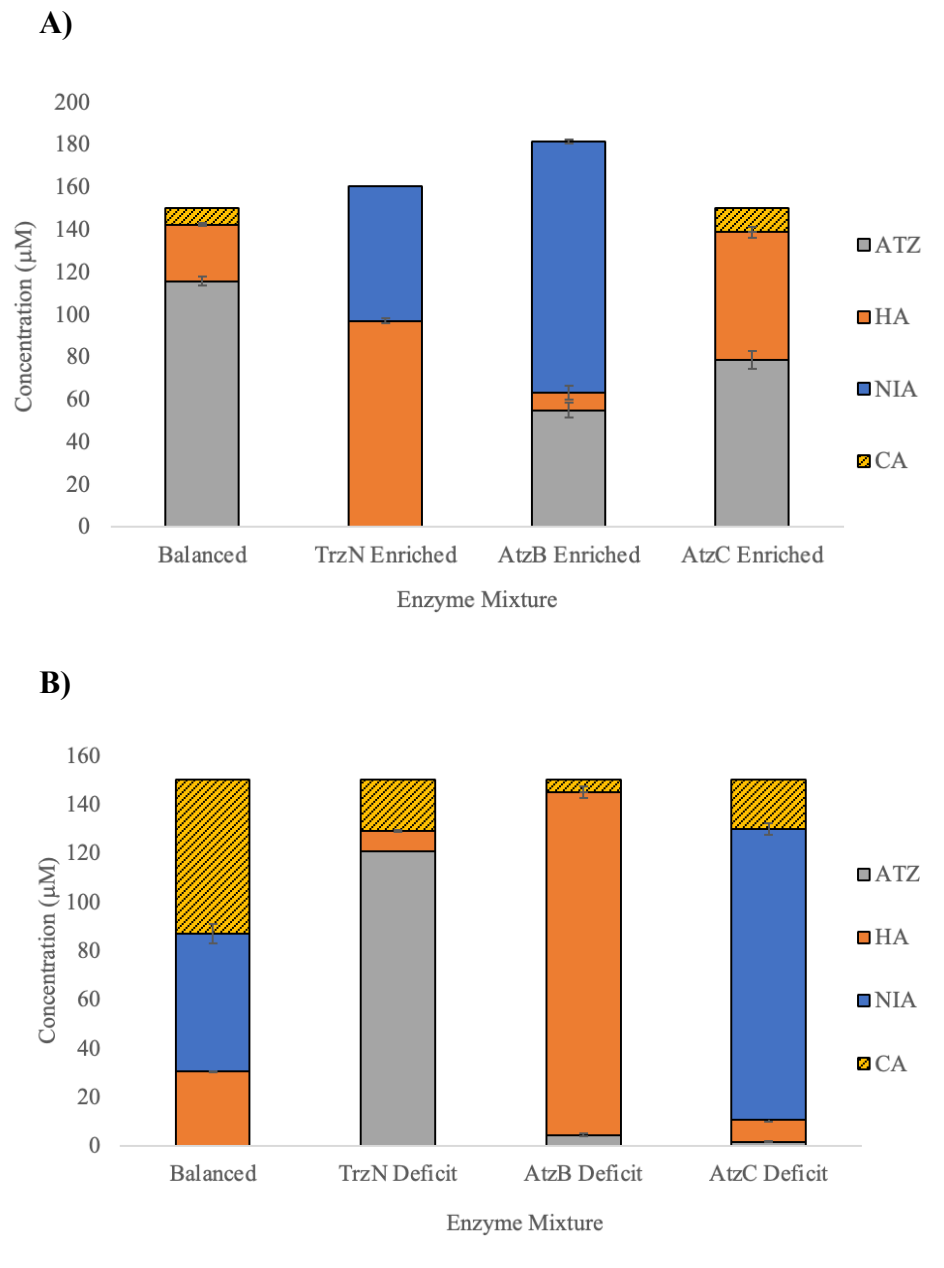 A)
Concentration (µM)
200
180
160
140
120
100
80
60
40
20
0
Balanced
TrzN Enriched
AtzB Enriched
AtzC Enriched
Enzyme Mixture
ATZ
HA
NIA
CA
B)
Concentration (µM)
160
140
120
100
80
60
40
20
0
Balanced
TrzN Deficit
AtzB Deficit
AtzC Deficit
Enzyme Mixture
ATZ
HA
NIA
CA